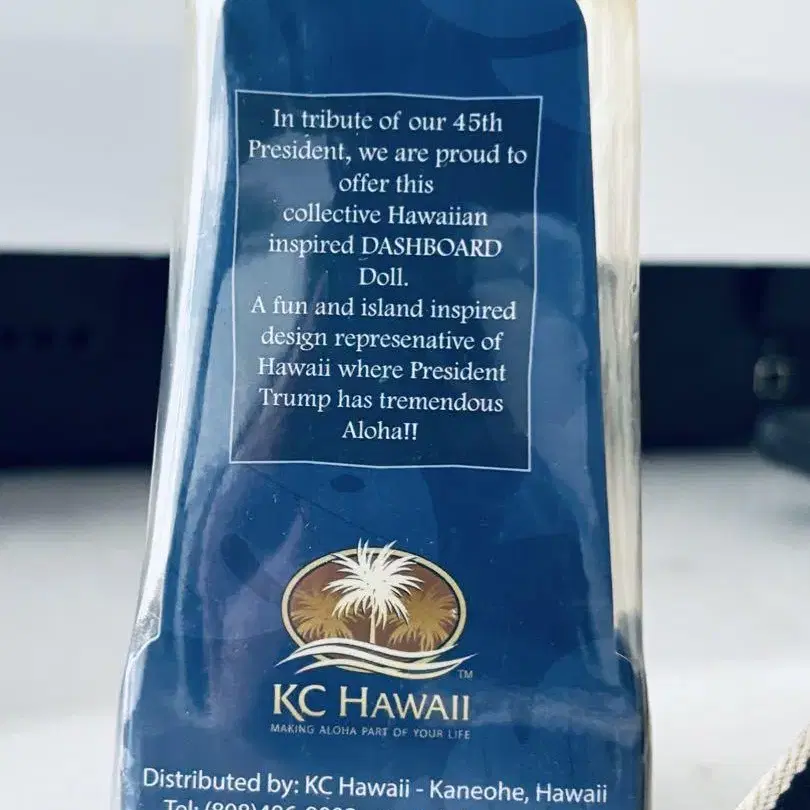 In tribute of our 45th
President, we are proud to
offer this
collective Hawaiian
inspired DASHBOARD
Doll.
A fun and island inspired
design represenative of
Hawaii where President
Trump has tremendous
Aloha!!
TM
KC HAWAII
MAKING ALOHA PART OF YOUR LIFE
Distributed by: KC Hawaii - Kaneohe, Hawaii
Tel: